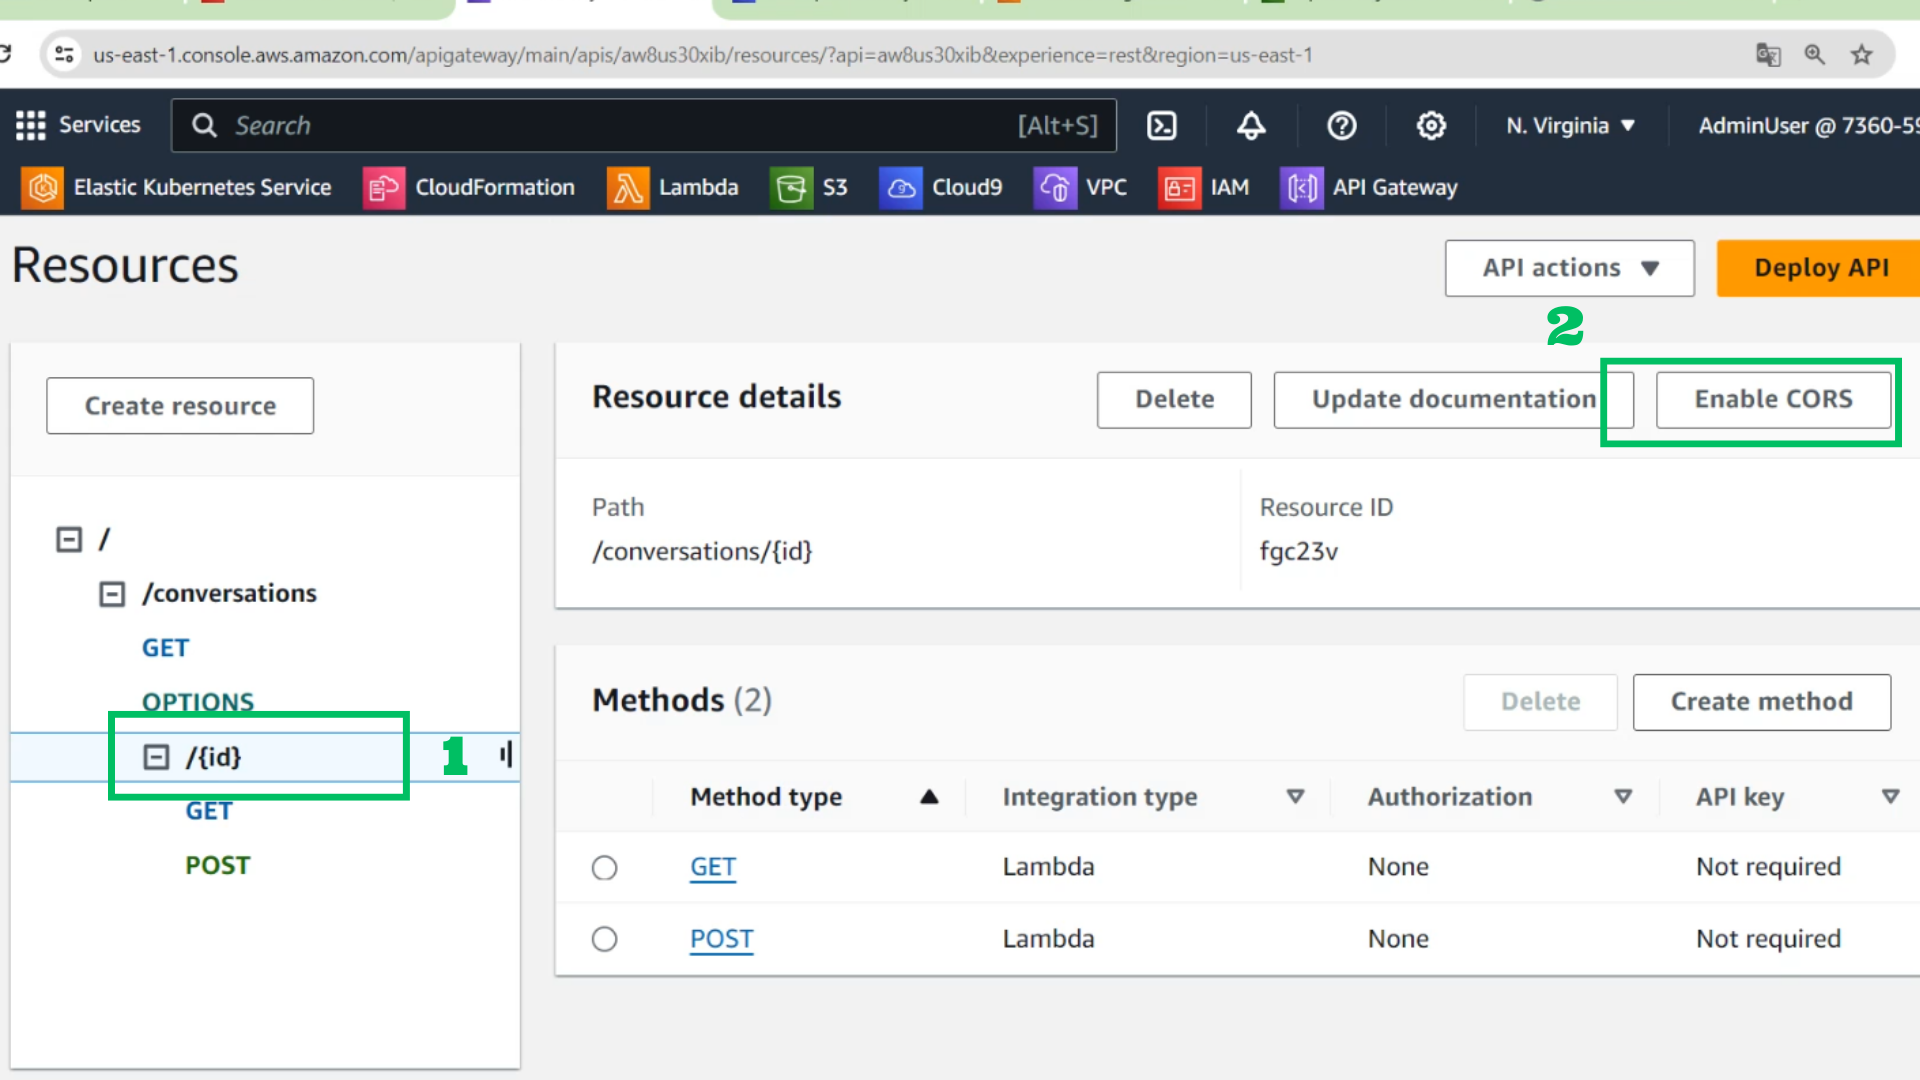 us-east-1.console.aws.amazon.com/apigateway/main/apis/aw8us30xib/resources/?api=aw8us30xib&experience=rest&region=us-east-1
Services
Search
[Alt+S]
N. Virginia
AdminUser @ 7360-59
Elastic Kubernetes Service
CloudFormation
Lambda
S3
Cloud9
VPC
IAM
API Gateway
Resources
API actions
Deploy API
2
Create resource
Resource details
Delete
Update documentation
Enable CORS
Path
/conversations/{id}
Resource ID
fgc23v
/
/conversations
GET
OPTIONS
/{id}
1
GET
POST
Methods (2)
Delete
Create method
Method type
Integration type
Authorization
API key
GET
Lambda
None
Not required
POST
Lambda
None
Not required